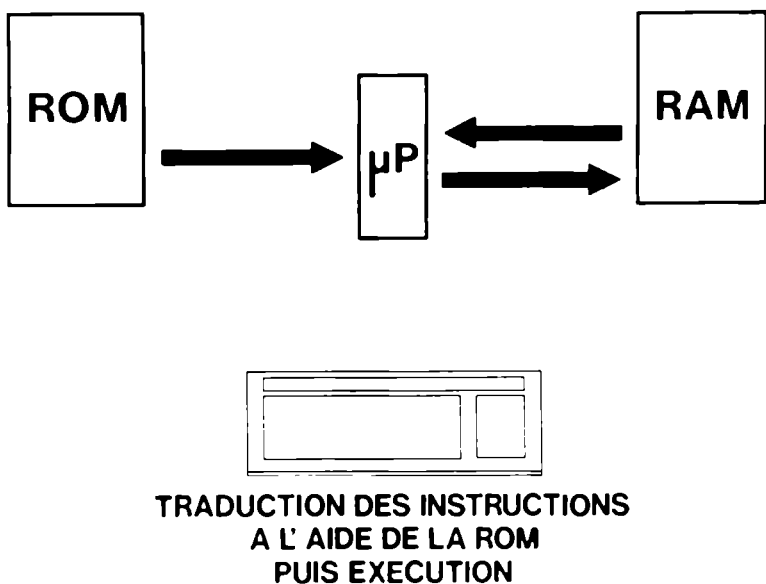 ROM
µP
RAM
TRADUCTION DES INSTRUCTIONS
A L' AIDE DE LA ROM
PUIS EXECUTION